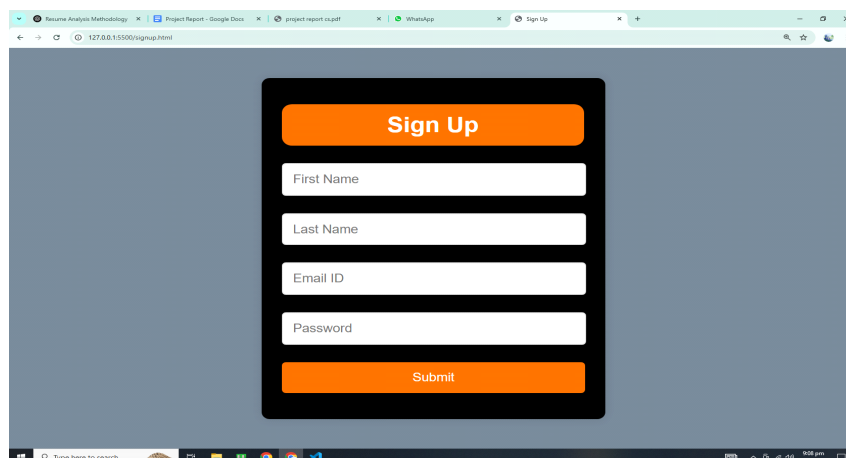 Resume Analysis Methodology
Project Report - Google Docs
project report cs.pdf
WhatsApp
Sign Up
127.0.0.1:5500/signup.html
Sign Up
First Name
Last Name
Email ID
Password
Submit
Type here to search
9:08 pm